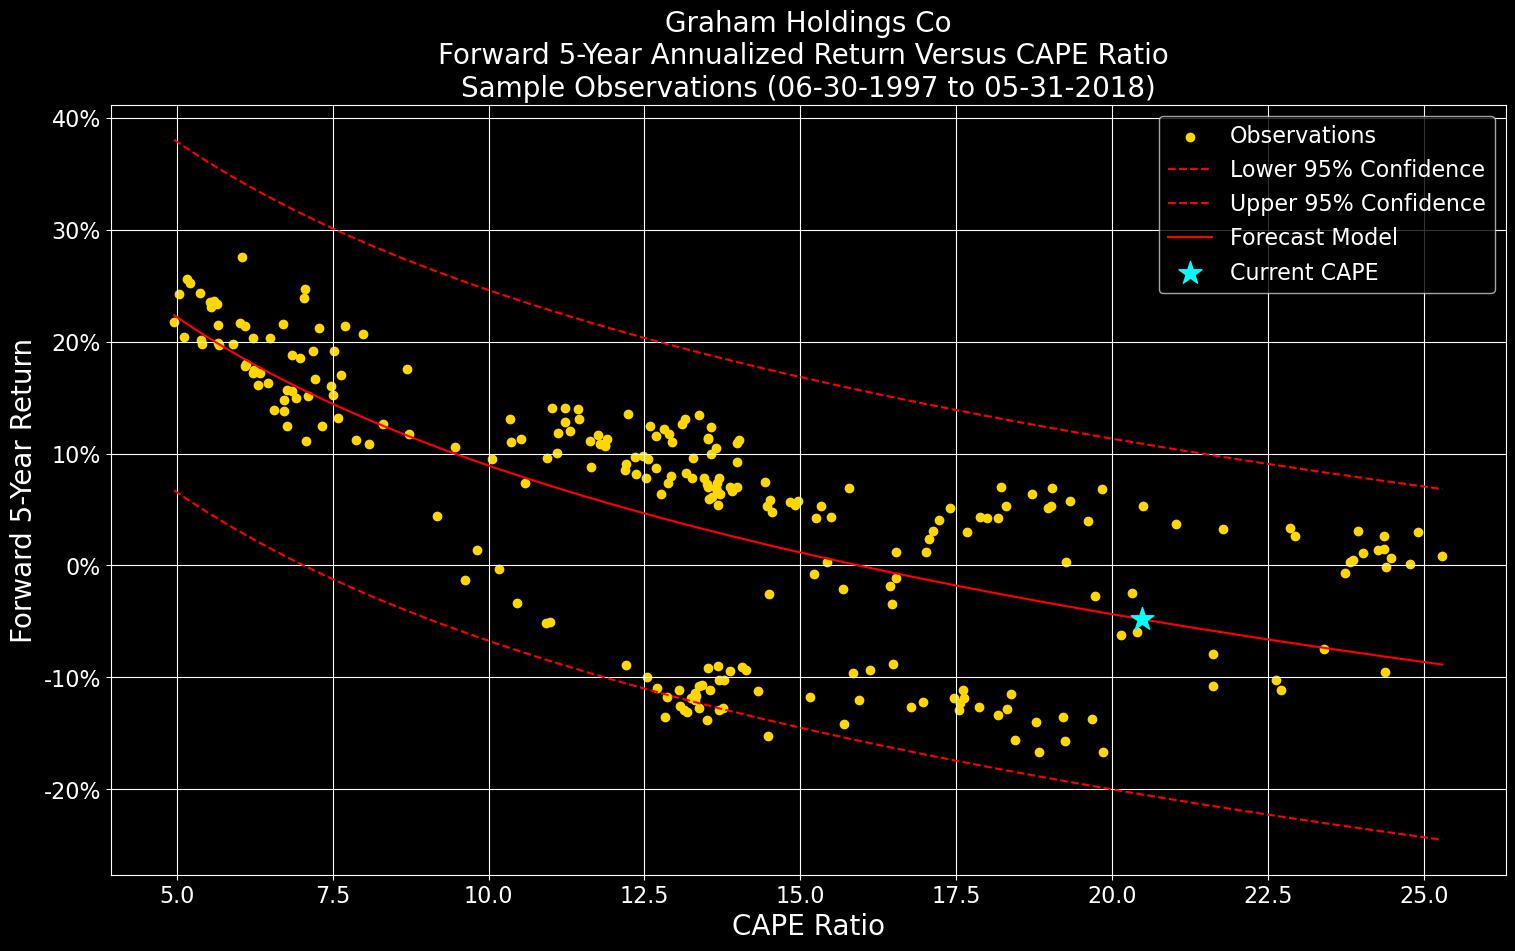 Graham Holdings Co
Forward 5-Year Annualized Return Versus CAPE Ratio
Sample Observations (06-30-1997 to 05-31-2018)
40%
30%
20%
10%
0%
-10%
-20%
Forward 5-Year Return
Observations
Lower 95% Confidence
Upper 95% Confidence
Forecast Model
Current CAPE
5.0 7.5 10.0 12.5 15.0 17.5 20.0 22.5 25.0
CAPE Ratio